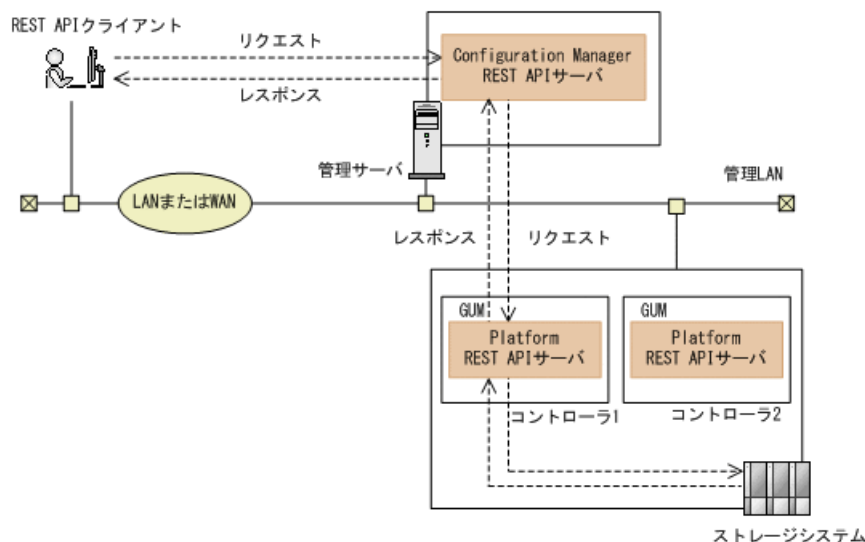 REST APIクライアント
リクエスト
レスポンス
Configuration Manager
REST APIサーバ
管理サーバ
LANまたはWAN
管理LAN
レスポンス
リクエスト
GUM
Platform
REST APIサーバ
コントローラ1
GUM
Platform
REST APIサーバ
コントローラ2
ストレージシステム